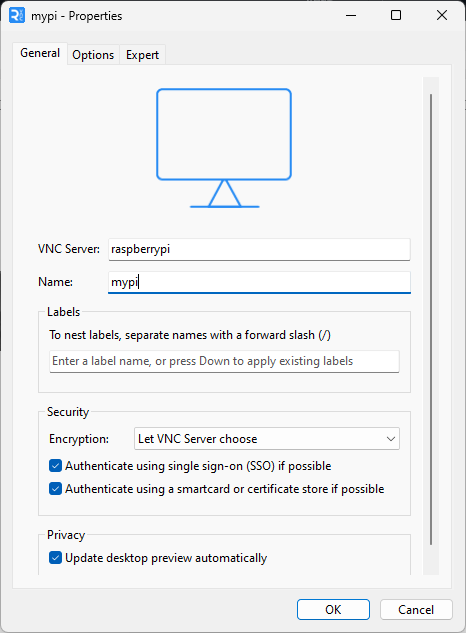 mypi - Properties
General Options Expert
VNC Server: raspberrypi
Name: mypi
Labels
To nest labels, separate names with a forward slash (/)
Enter a label name, or press Down to apply existing labels
Security
Encryption: Let VNC Server choose
Authenticate using single sign-on (SSO) if possible
Authenticate using a smartcard or certificate store if possible
Privacy
Update desktop preview automatically
OK Cancel